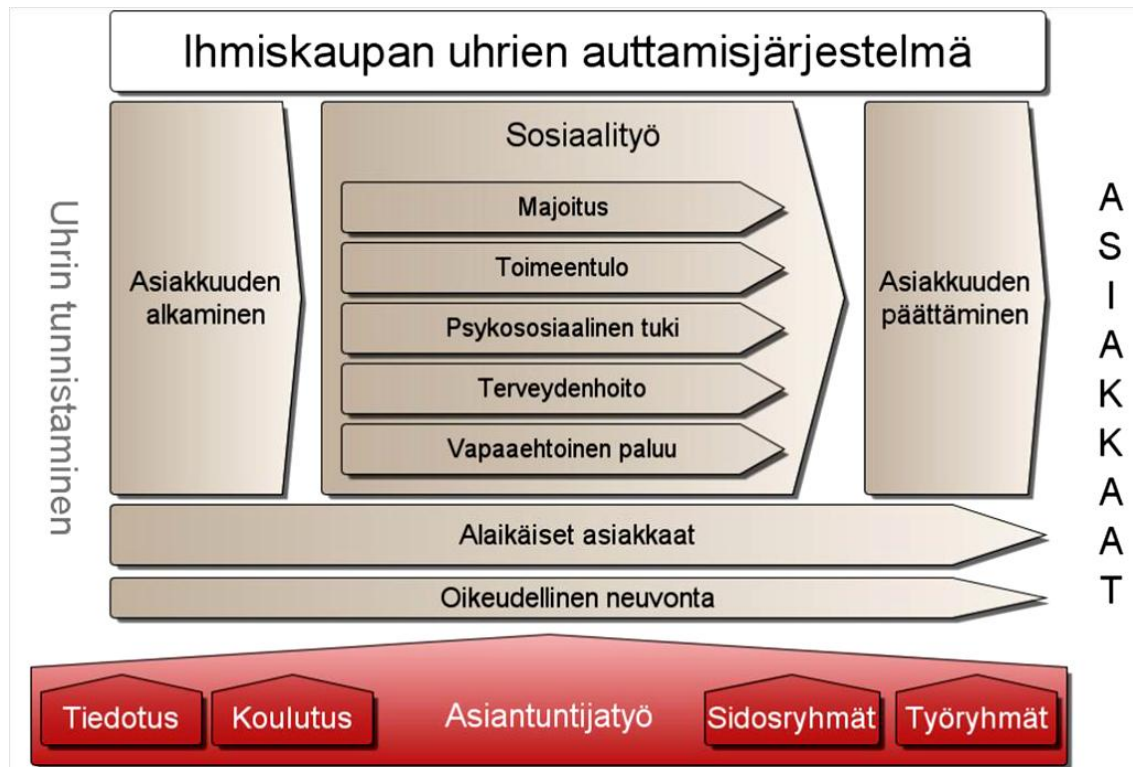 Ihmiskaupan uhrien auttamisjärjestelmä
Uhrin tunnistaminen
Asiakkuuden
alkaminen
Sosiaalityö
Majoitus
Toimeentulo
Psykososiaalinen tuki
Terveydenhoito
Vapaaehtoinen paluu
Asiakkuuden
päättäminen
ASIAKKAAT
Alaikäiset asiakkaat
Oikeudellinen neuvonta
Tiedotus
Koulutus
Asiantuntijatyö
Sidosryhmät
Työryhmät